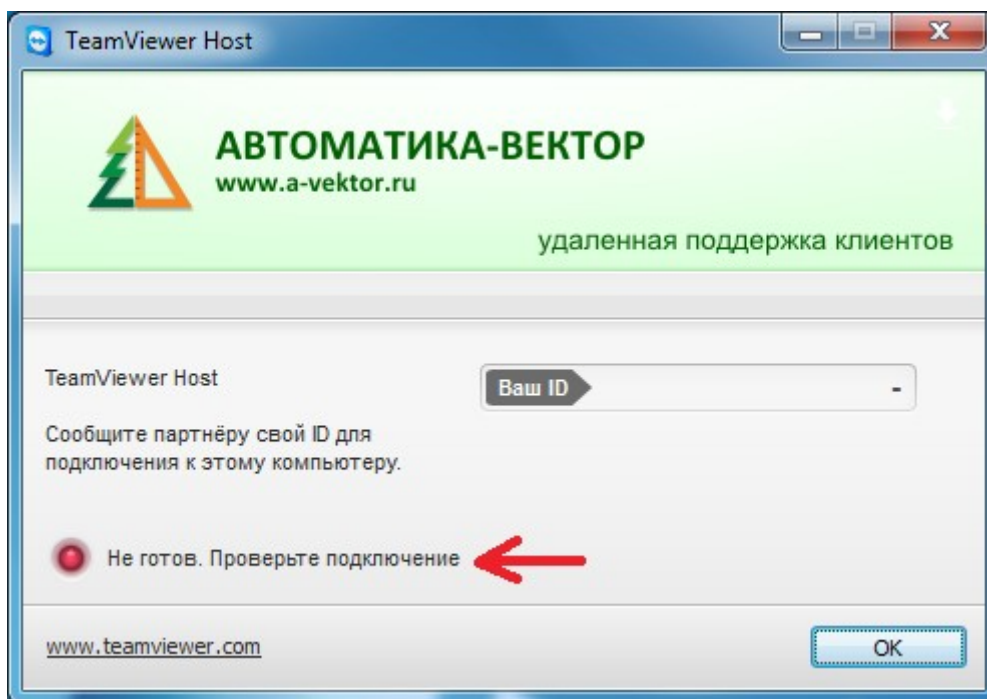 TeamViewer Host
АВТОМАТИКА-ВЕКТОР
www.a-vektor.ru
удаленная поддержка клиентов
TeamViewer Host
Ваш ID -
Сообщите партнёру свой ID для
подключения к этому компьютеру.
Не готов. Проверьте подключение
www.teamviewer.com
OK